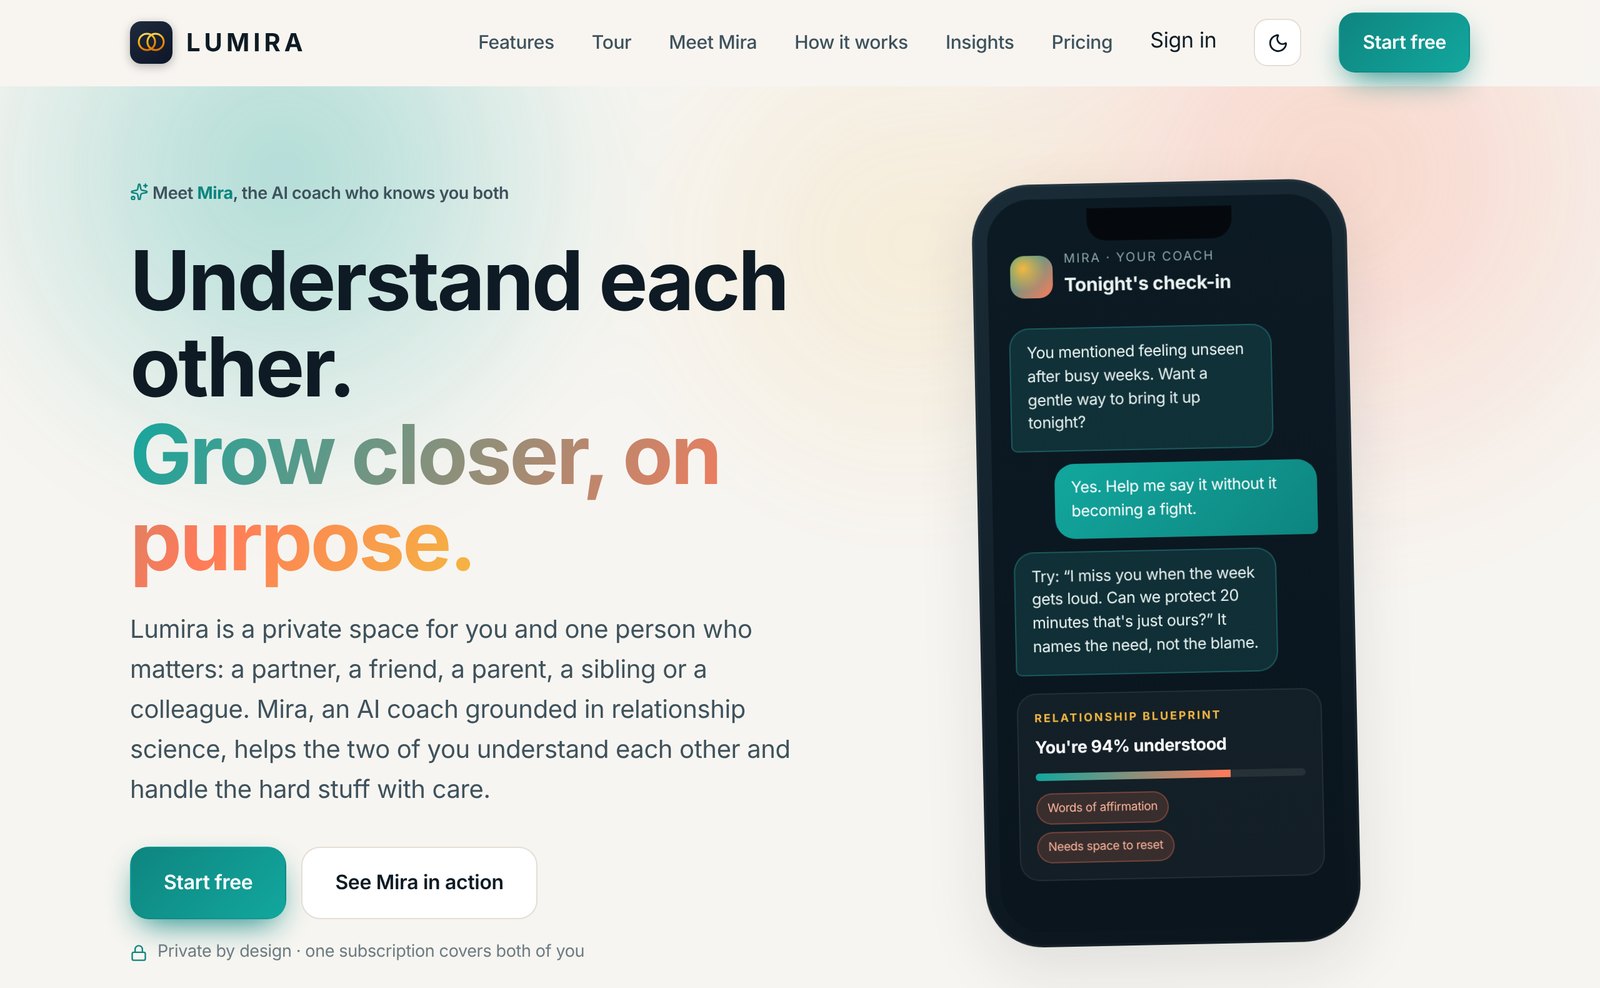 LUMIRA
Features
Tour
Meet Mira
How it works
Insights
Pricing
Sign in
Start free
Meet Mira, the AI coach who knows you both
Understand each
other.
Grow closer, on
purpose.
Lumira is a private space for you and one person who
matters: a partner, a friend, a parent, a sibling or a
colleague. Mira, an AI coach grounded in relationship
science, helps the two of you understand each other and
handle the hard stuff with care.
Start free
See Mira in action
Private by design · one subscription covers both of you
MIRA · YOUR COACH
Tonight's check-in
You mentioned feeling unseen
after busy weeks. Want a
gentle way to bring it up
tonight?
Yes. Help me say it without it
becoming a fight.
Try: “I miss you when the week
gets loud. Can we protect 20
minutes that's just ours?” It
names the need, not the blame.
RELATIONSHIP BLUEPRINT
You're 94% understood
Words of affirmation
Needs space to reset